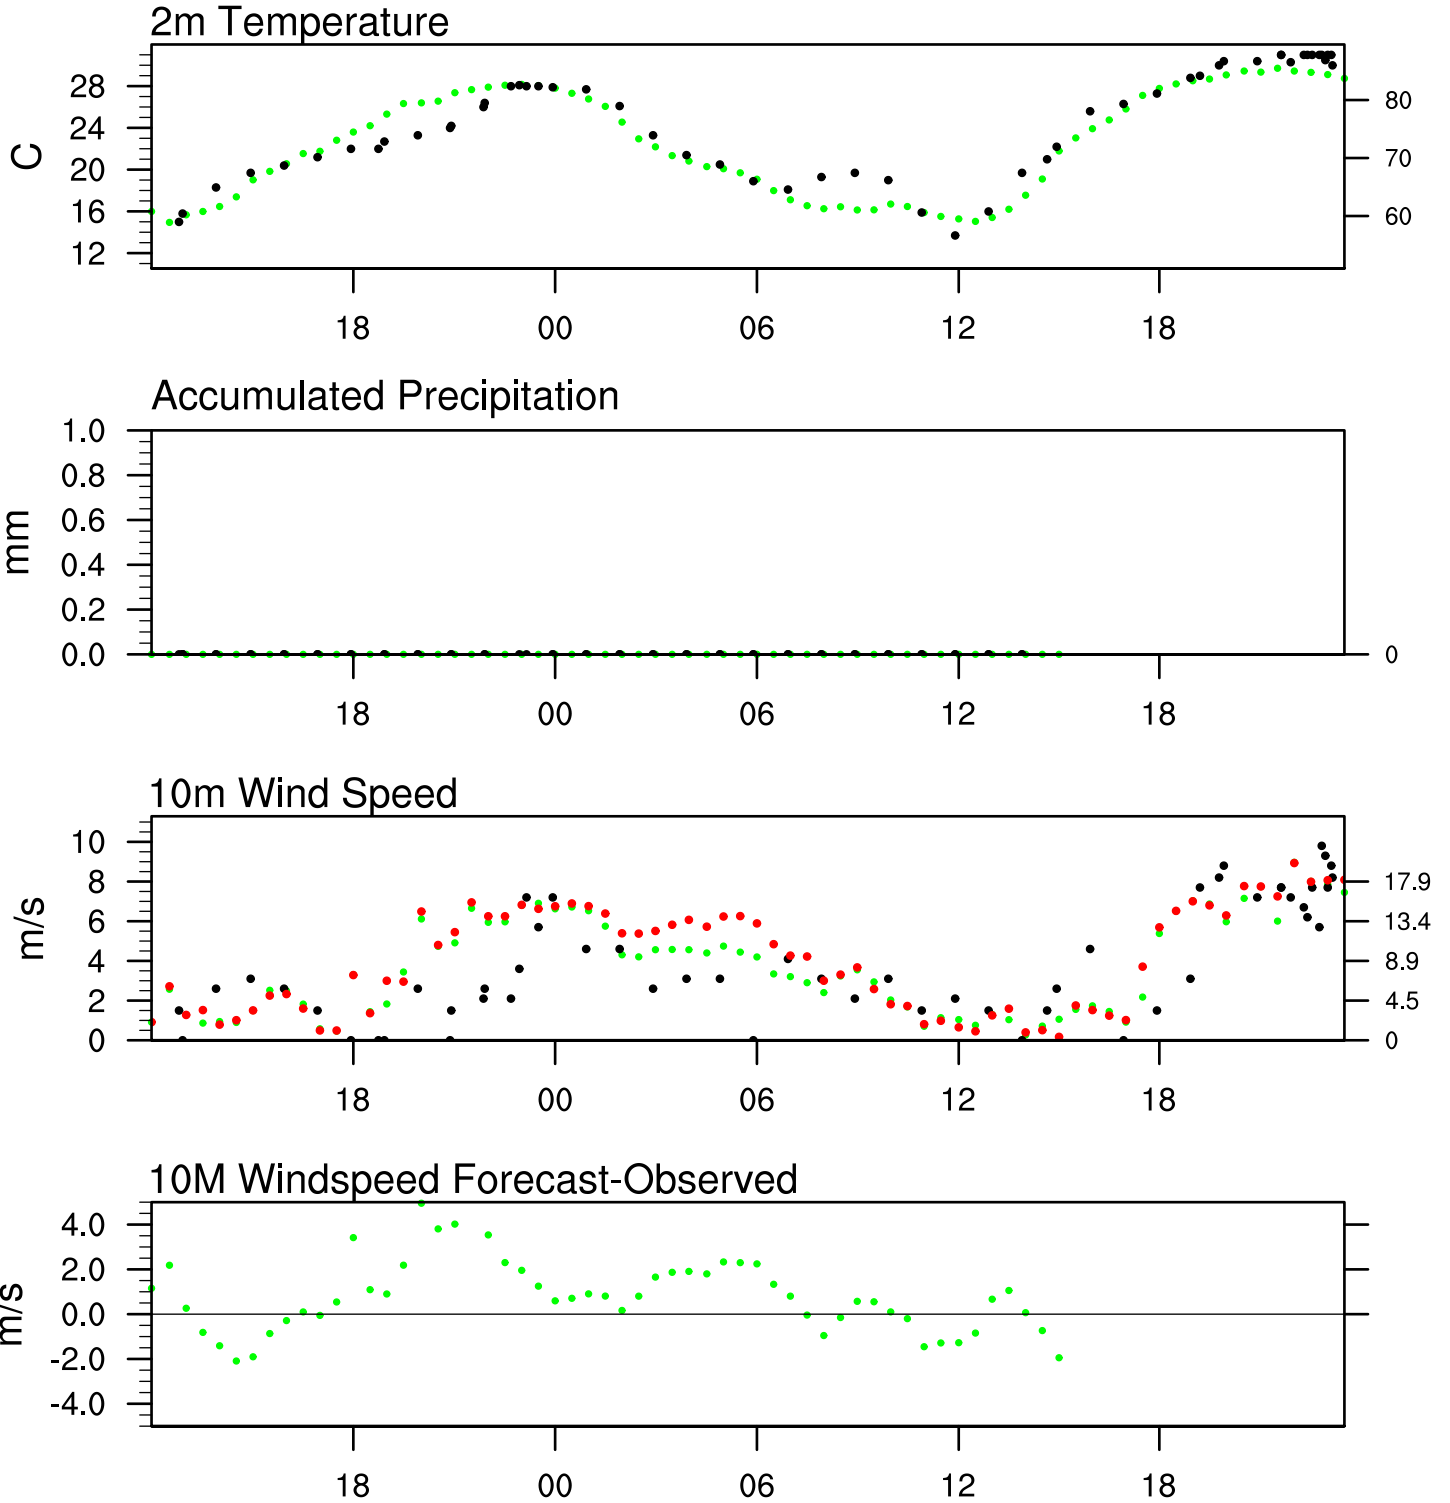 2m Temperature
C
28
24
20
16
12
80
70
60
18 00 06 12 18
Accumulated Precipitation
mm
1.0
0.8
0.6
0.4
0.2
0.0
0
18 00 06 12 18
10m Wind Speed
m/s
10
8
6
4
2
0
17.9
13.4
8.9
4.5
0
18 00 06 12 18
10M Windspeed Forecast-Observed
m/s
4.0
2.0
0.0
-2.0
-4.0
18 00 06 12 18